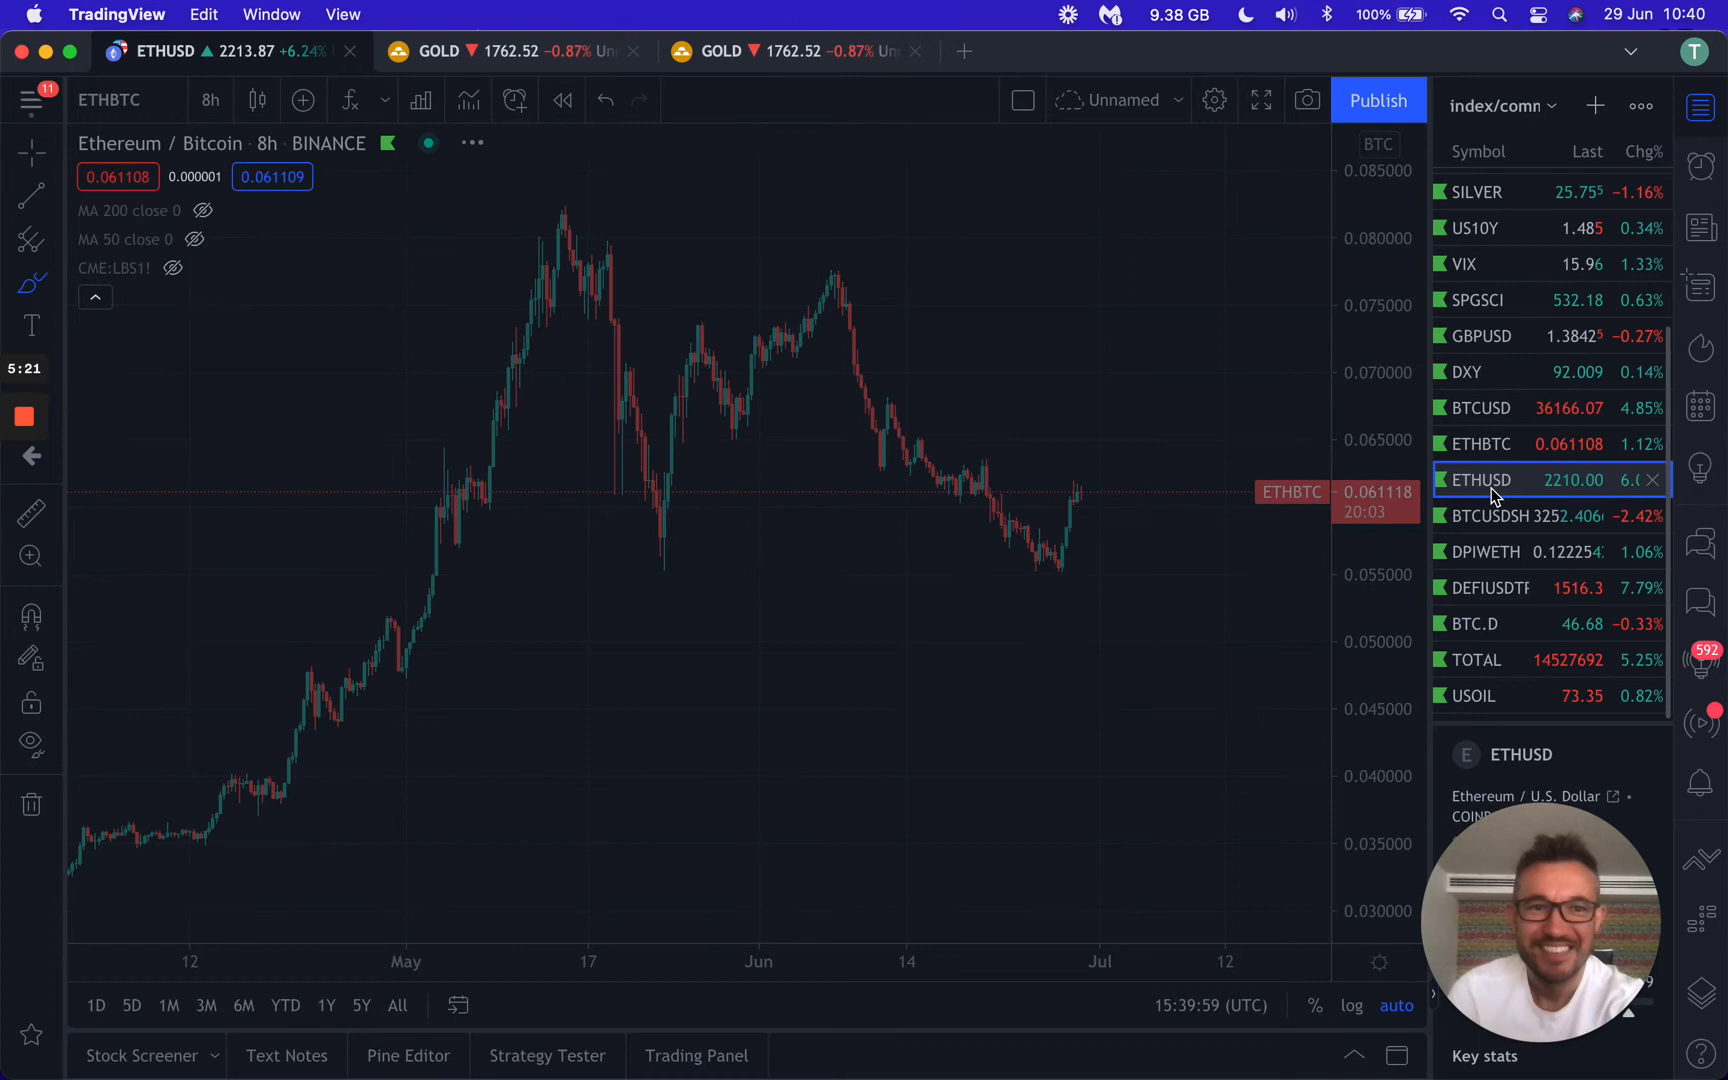 TradingView Edit Window View 9.38 GB 100% 29 Jun 10:40
ETHUSD 2213.87 +6.24% GOLD 1762.52 −0.87% Un GOLD 1762.52 −0.87% Un T
11 ETHBTC 8h Unnamed Publish index/comm
Ethereum / Bitcoin · 8h · BINANCE BTC Symbol Last Chg%
0.061108 0.000001 0.061109
MA 200 close 0
MA 50 close 0
CME:LBS1!
5:21
0.085000
0.080000
0.075000
0.070000
0.065000
ETHBTC 0.061118
20:03
0.055000
0.050000
0.045000
0.040000
0.035000
0.030000
12 May 17 Jun 14 Jul 12
SILVER 25.75⁵ −1.16%
US10Y 1.485 0.34%
VIX 15.96 1.33%
SPGSCI 532.18 0.63%
GBPUSD 1.3842⁵ −0.27%
DXY 92.009 0.14%
BTCUSD 36166.07 4.85%
ETHBTC 0.061108 1.12%
ETHUSD 2210.00
BTCUSDSH 3252.406 −2.42%
DPIWETH 0.122254 1.06%
DEFIUSDTP 1516.3 7.79%
BTC.D 46.68 −0.33%
TOTAL 14527692 5.25%
USOIL 73.35 0.82%
592
E ETHUSD
Ethereum / U.S. Dollar
Key stats
1D 5D 1M 3M 6M YTD 1Y 5Y All 15:39:59 (UTC) % log auto
Stock Screener Text Notes Pine Editor Strategy Tester Trading Panel